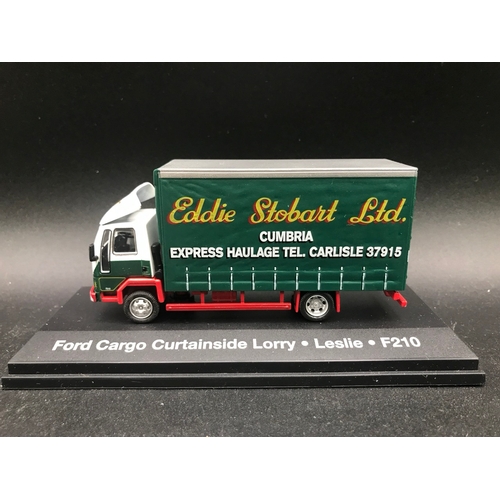 Eddie Stobart Ltd.
CUMBRIA
EXPRESS HAULAGE TEL. CARLISLE 37915
Ford Cargo Curtainside Lorry • Leslie • F210